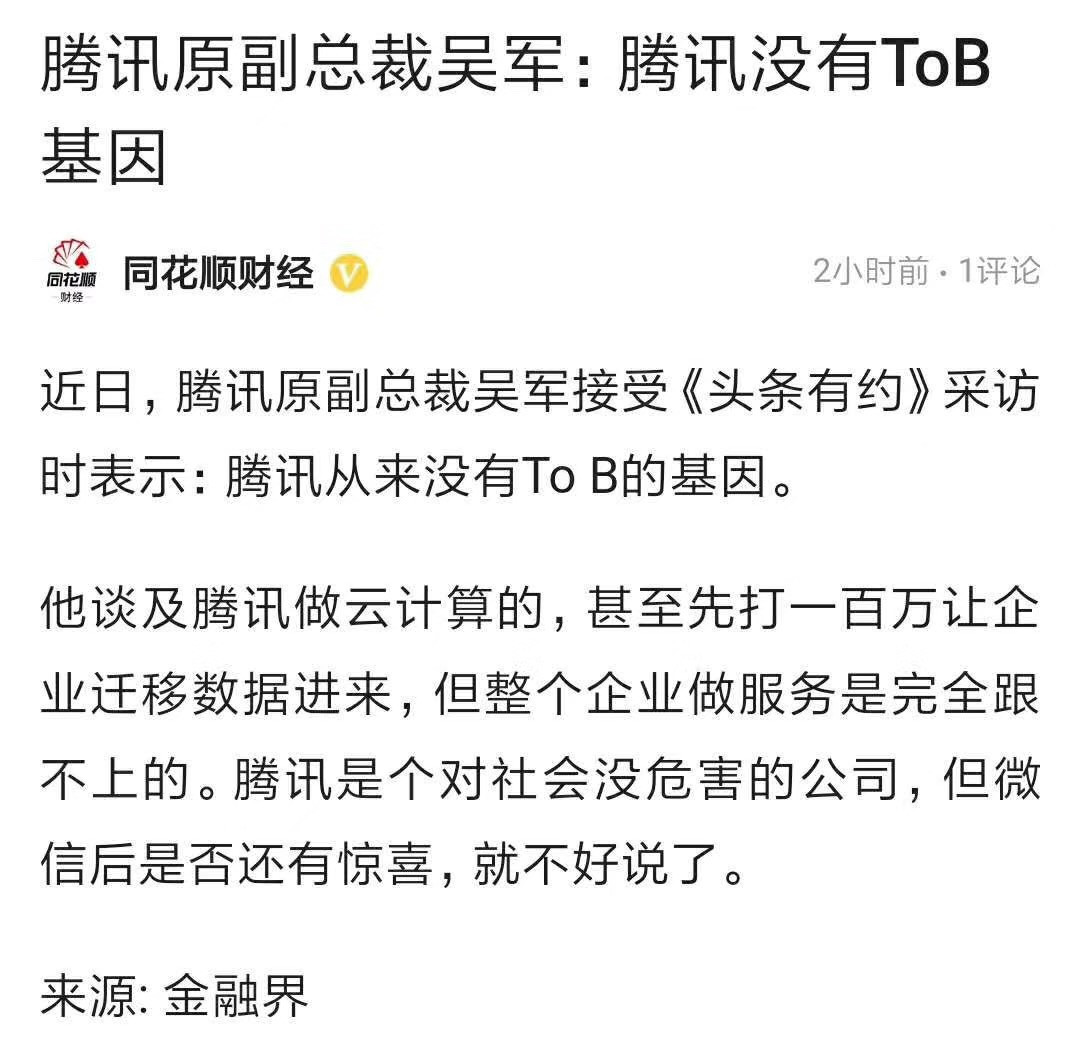 腾讯原副总裁吴军：腾讯没有ToB
基因
同花顺
财经
同花顺财经
2小时前 · 1评论
近日，腾讯原副总裁吴军接受《头条有约》采访
时表示：腾讯从来没有To B的基因。
他谈及腾讯做云计算的，甚至先打一百万让企
业迁移数据进来，但整个企业做服务是完全跟
不上的。腾讯是个对社会没危害的公司，但微
信后是否还有惊喜，就不好说了。
来源: 金融界